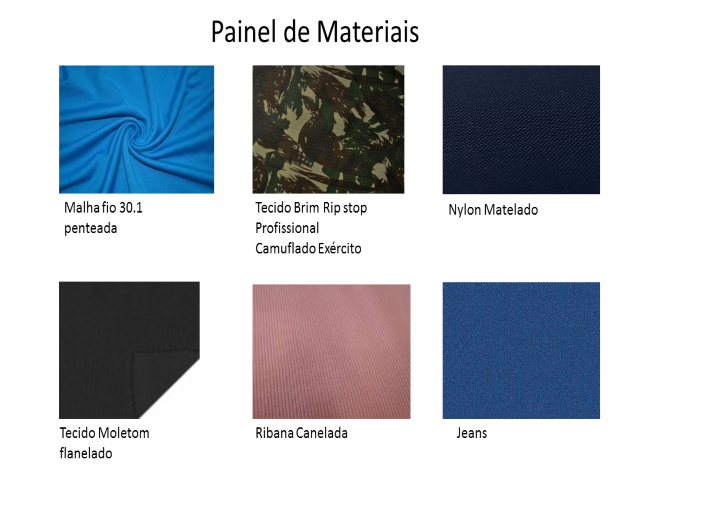 Painel de Materiais
Malha fio 30.1
penteada
Tecido Brim Rip stop
Profissional
Camuflado Exército
Nylon Matelado
Tecido Moletom
flanelado
Ribana Canelada
Jeans